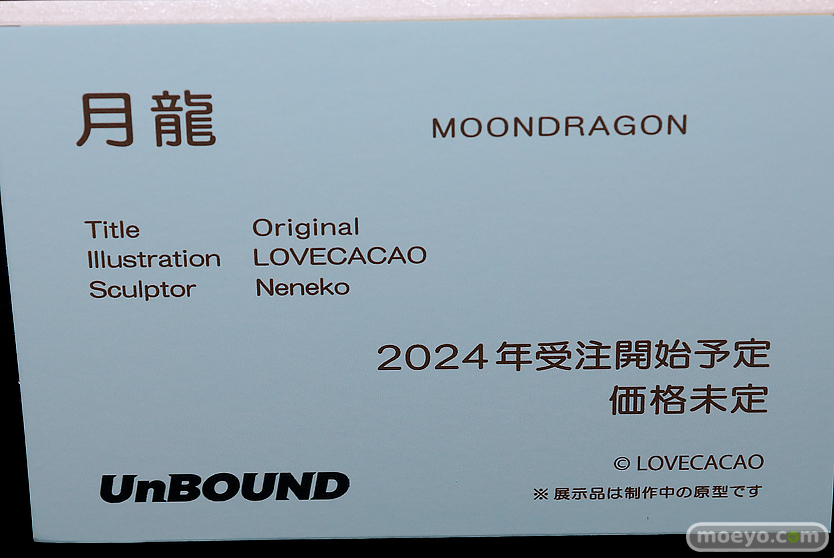 月龍 MOONDRAGON
Title Original
Illustration LOVECACAO
Sculptor Neneko
2024年受注開始予定
価格未定
© LOVECACAO
UnBOUND
※展示品は制作中の原型です
moeyo.com